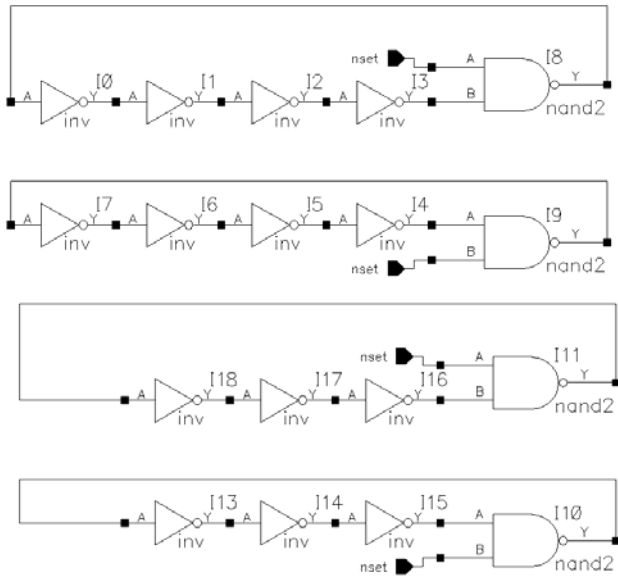 nset A I8
A Y I0 A Y I1 A Y I2 A Y I3 B Y
inv inv inv inv nand2
A Y I7 A Y I6 A Y I5 A Y I4 A I9
inv inv inv inv nset B Y nand2
nset A I11
A Y I18 A Y I17 A Y I16 B Y
inv inv inv nand2
A Y I13 A Y I14 A Y I15 A I10
inv inv inv nset B Y nand2